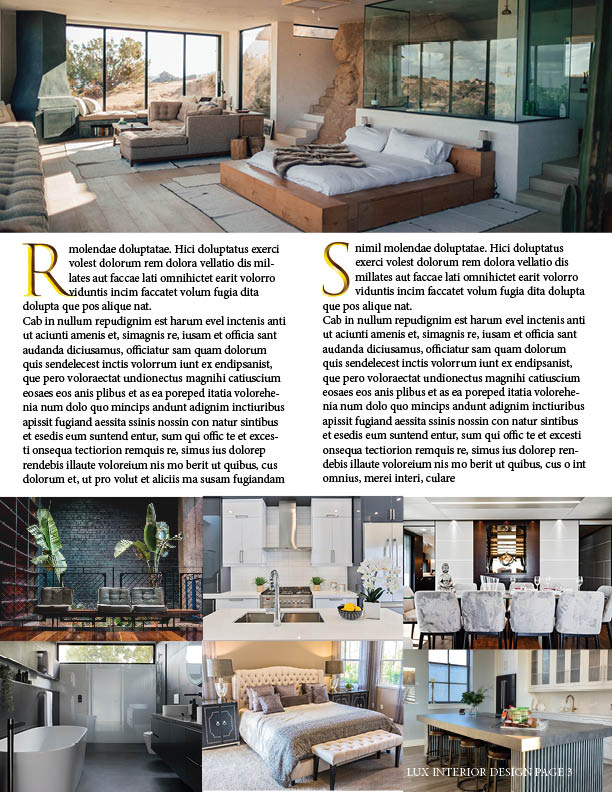 R molendae doluptatae. Hici doluptatus exerci
volest dolorum rem dolora vellatio dis mil-
lates aut faccae lati omnihictet earit volorro
viduntis incim faccatet volum fugia dita
dolupta que pos alique nat.
Cab in nullum repudignim est harum evel inctenis anti
ut aciunti amenis et, simagnis re, iusam et officia sant
audanda diciusamus, officiatur sam quam dolorum
quis sendelecest inctis volorrum iunt ex endipsanist,
que pero voloraectat undionectus magnihi catiuscium
eosaes eos anis plibus et as ea poreped itatia volorehe-
nia num dolo quo mincips andunt adignim inctiuribus
apissit fugiand aessita ssinis nossin con natur sintibus
et esedis eum suntend entur, sum qui offic te et exces-
ti onsequa tectiorion remquis re, simus ius dolorep
rendebis illaute voloreium nis mo berit ut quibus, cus
dolorum et, ut pro volut et aliciis ma susam fugiandam
S nimil molendae doluptatae. Hici doluptatus
exerci volest dolorum rem dolora vellatio dis
millates aut faccae lati omnihictet earit volorro
viduntis incim faccatet volum fugia dita dolupta
que pos alique nat.
Cab in nullum repudignim est harum evel inctenis anti
ut aciunti amenis et, simagnis re, iusam et officia sant
audanda diciusamus, officiatur sam quam dolorum
quis sendelecest inctis volorrum iunt ex endipsanist,
que pero voloraectat undionectus magnihi catiuscium
eosaes eos anis plibus et as ea poreped itatia volorehe-
nia num dolo quo mincips andunt adignim inctiuribus
apissit fugiand aessita ssinis nossin con natur sintibus
et esedis eum suntend entur, sum qui offic te et excesti
onsequa tectiorion remquis re, simus ius dolorep ren-
debis illaute voloreium nis mo berit ut quibus, cus o int
omnius, merei interi, culare
LUX INTERIOR DESIGN PAGE 3